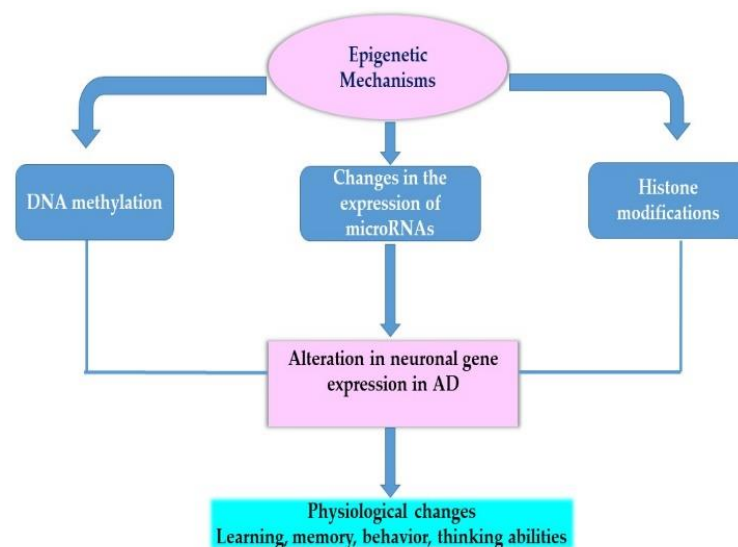 Epigenetic
Mechanisms
DNA methylation
Changes in the
expression of
microRNAs
Histone
modifications
Alteration in neuronal gene
expression in AD
Physiological changes
Learning, memory, behavior, thinking abilities